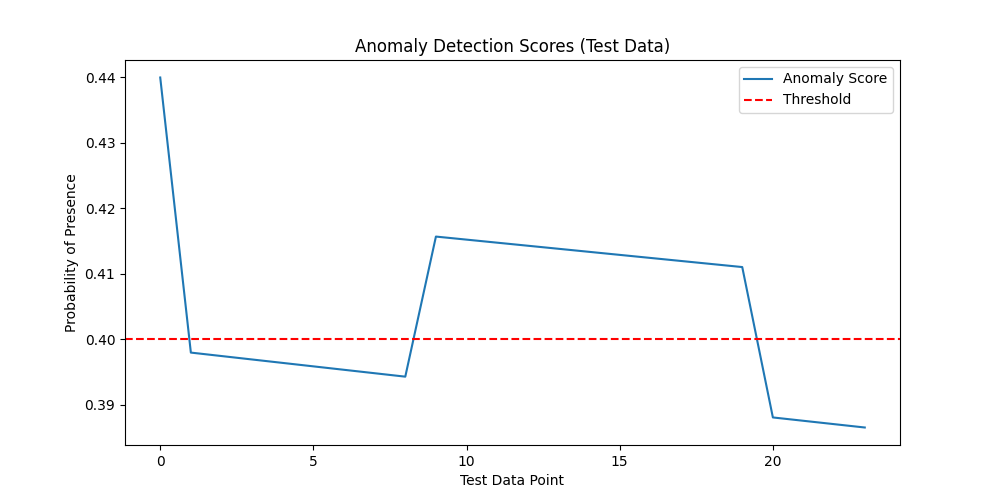 Anomaly Detection Scores (Test Data)
Anomaly Score
Threshold
Probability of Presence
0.44
0.43
0.42
0.41
0.40
0.39
0 5 10 15 20
Test Data Point